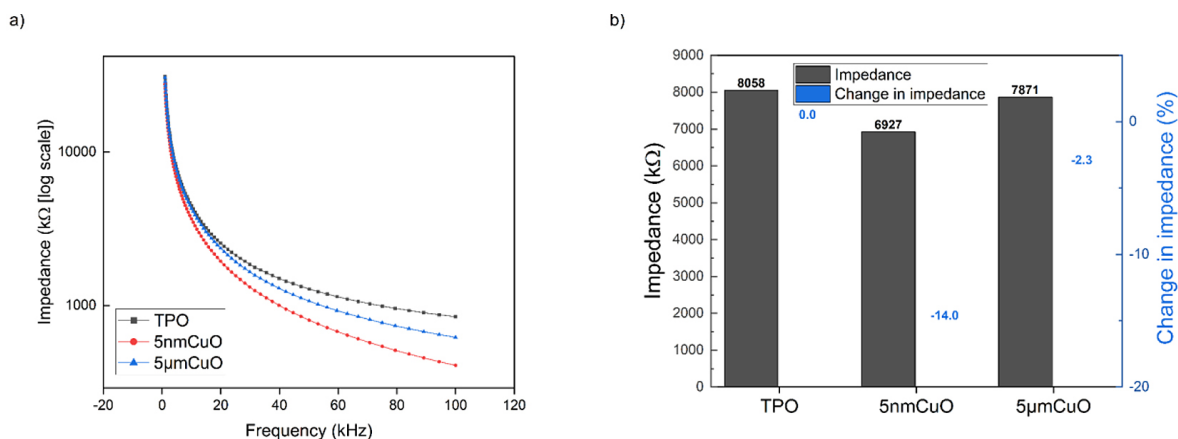 a)
Impedance (kΩ [log scale])
10000
1000
TPO
5nmCuO
5µmCuO
-20 0 20 40 60 80 100 120
Frequency (kHz)
b)
Impedance (kΩ)
9000
8000
7000
6000
5000
4000
3000
2000
1000
0
8058
6927
7871
Impedance
Change in impedance
0.0
-14.0
-2.3
TPO 5nmCuO 5µmCuO
0
-10
-20
Change in impedance (%)